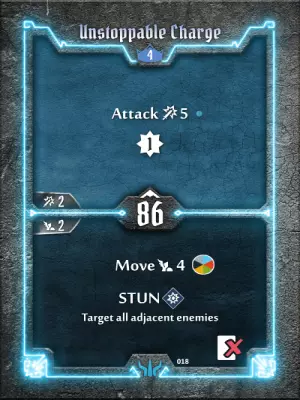 Unstoppable Charge
4
Attack 5
1
2
86
2
Move 4
STUN
Target all adjacent enemies
018